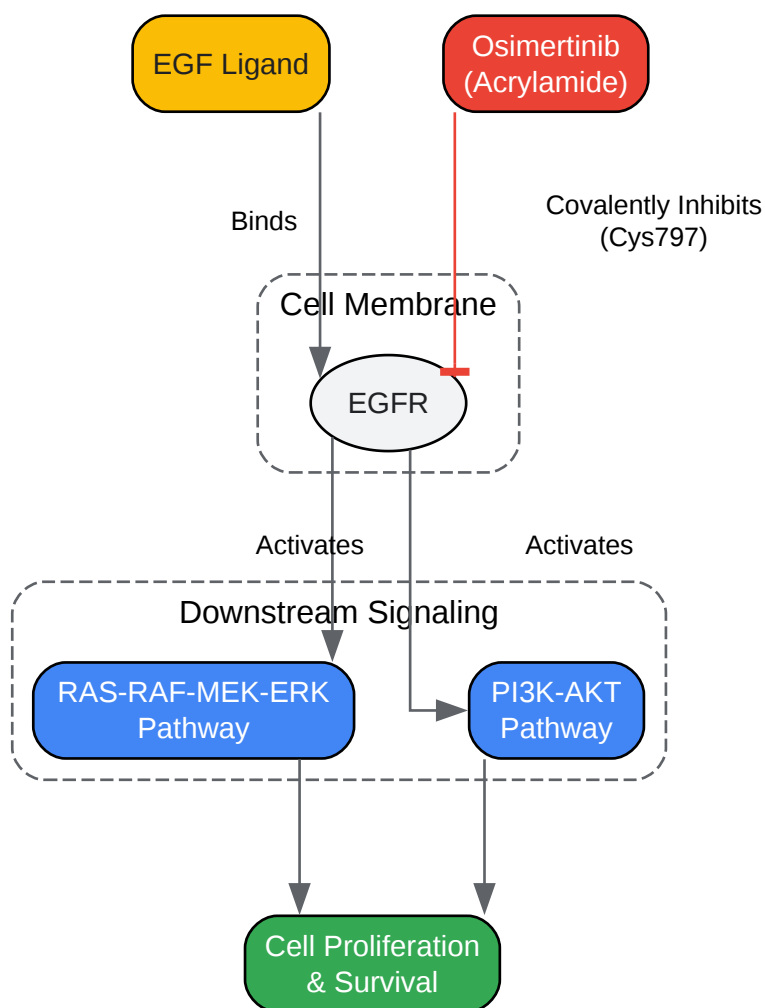 EGF Ligand
Osimertinib
(Acrylamide)
Binds
Covalently Inhibits
(Cys797)
Cell Membrane
EGFR
Activates
Activates
Downstream Signaling
RAS-RAF-MEK-ERK
Pathway
PI3K-AKT
Pathway
Cell Proliferation
& Survival